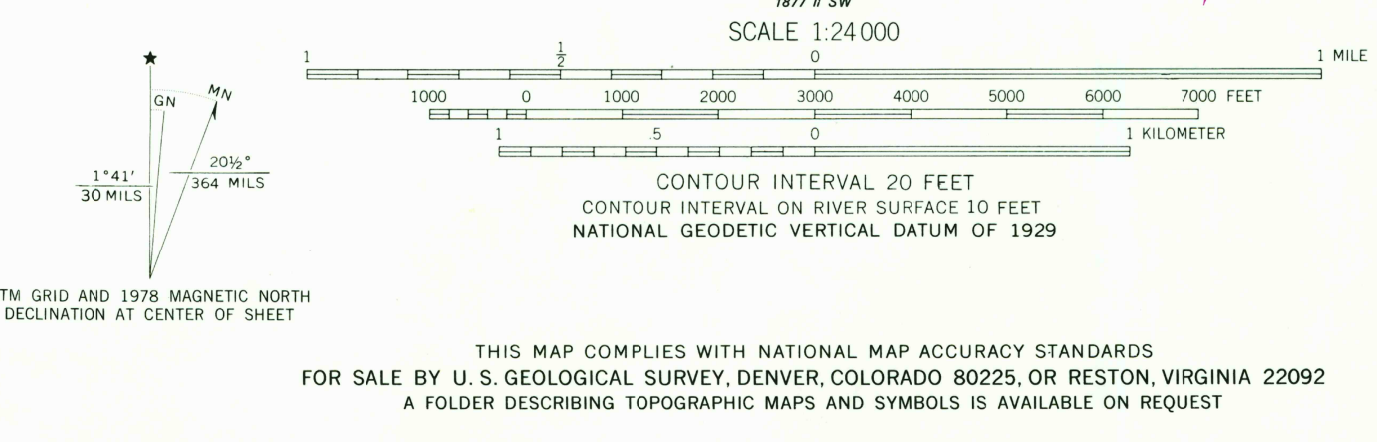 1877 II SW
SCALE 1:24 000
1 1/2 0 1 MILE
1000 0 1000 2000 3000 4000 5000 6000 7000 FEET
1 .5 0 1 KILOMETER
CONTOUR INTERVAL 20 FEET
CONTOUR INTERVAL ON RIVER SURFACE 10 FEET
NATIONAL GEODETIC VERTICAL DATUM OF 1929
★
GN
MN
1°41′
30 MILS
20½°
364 MILS
TM GRID AND 1978 MAGNETIC NORTH
DECLINATION AT CENTER OF SHEET
THIS MAP COMPLIES WITH NATIONAL MAP ACCURACY STANDARDS
FOR SALE BY U. S. GEOLOGICAL SURVEY, DENVER, COLORADO 80225, OR RESTON, VIRGINIA 22092
A FOLDER DESCRIBING TOPOGRAPHIC MAPS AND SYMBOLS IS AVAILABLE ON REQUEST